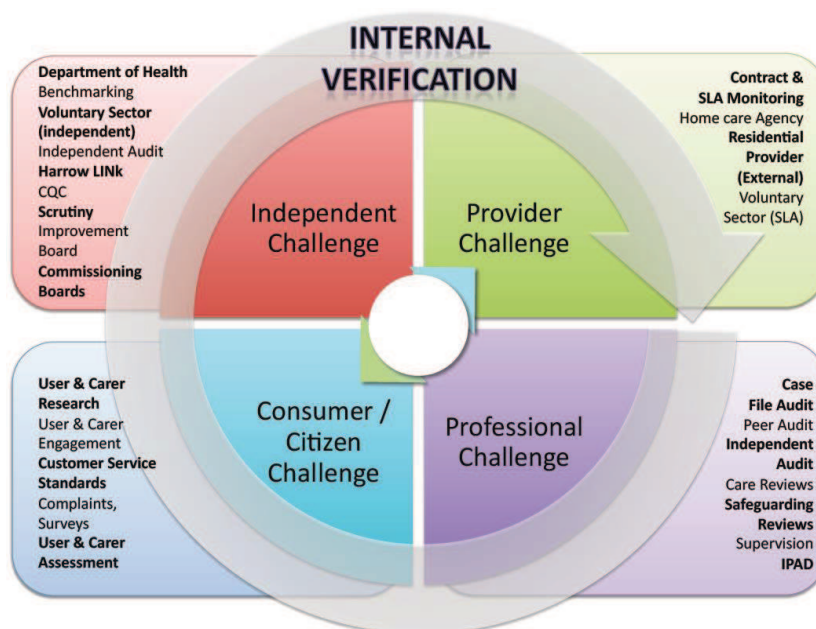 INTERNAL
VERIFICATION
Department of Health
Benchmarking
Voluntary Sector
(independent)
Independent Audit
Harrow LINk
CQC
Scrutiny
Improvement
Board
Commissioning
Boards
Independent
Challenge
Provider
Challenge
Contract &
SLA Monitoring
Home care Agency
Residential
Provider
(External)
Voluntary
Sector (SLA)
User & Carer
Research
User & Carer
Engagement
Customer Service
Standards
Complaints,
Surveys
User & Carer
Assessment
Consumer /
Citizen
Challenge
Professional
Challenge
Case
File Audit
Peer Audit
Independent
Audit
Care Reviews
Safeguarding
Reviews
Supervision
IPAD